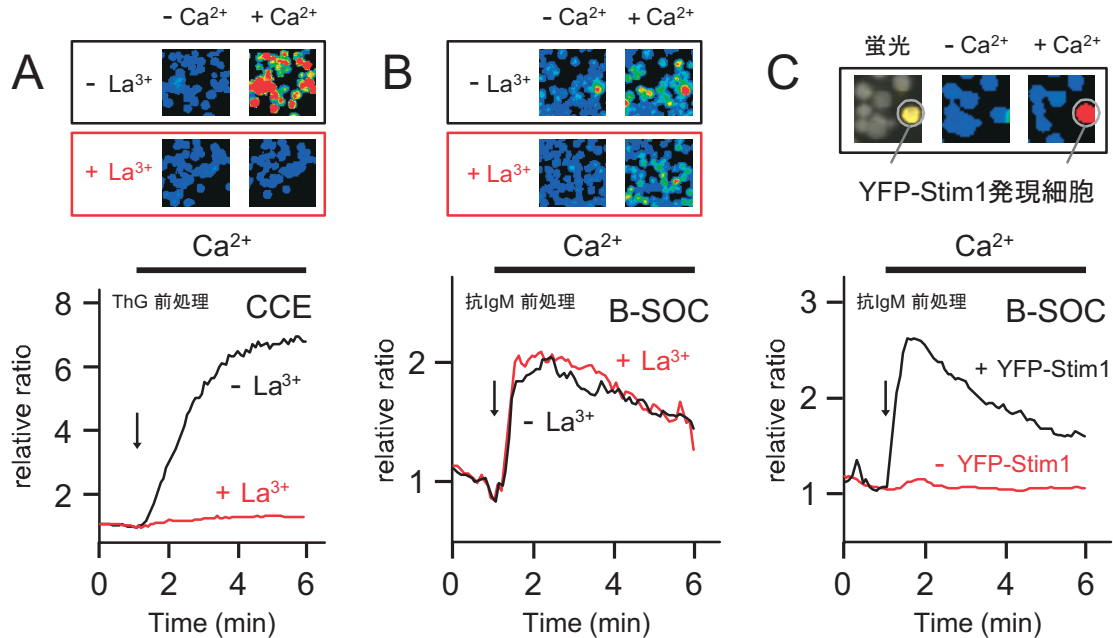 A
- Ca²⁺ + Ca²⁺
- La³⁺
+ La³⁺
Ca²⁺
ThG 前処理 CCE
- La³⁺
+ La³⁺
relative ratio
8
6
4
2
0 2 4 6
Time (min)
B
- Ca²⁺ + Ca²⁺
- La³⁺
+ La³⁺
Ca²⁺
抗IgM 前処理 B-SOC
+ La³⁺
- La³⁺
relative ratio
2
1
0 2 4 6
Time (min)
C
蛍光 - Ca²⁺ + Ca²⁺
YFP-Stim1発現細胞
Ca²⁺
抗IgM 前処理 B-SOC
+ YFP-Stim1
- YFP-Stim1
relative ratio
3
2
1
0 2 4 6
Time (min)